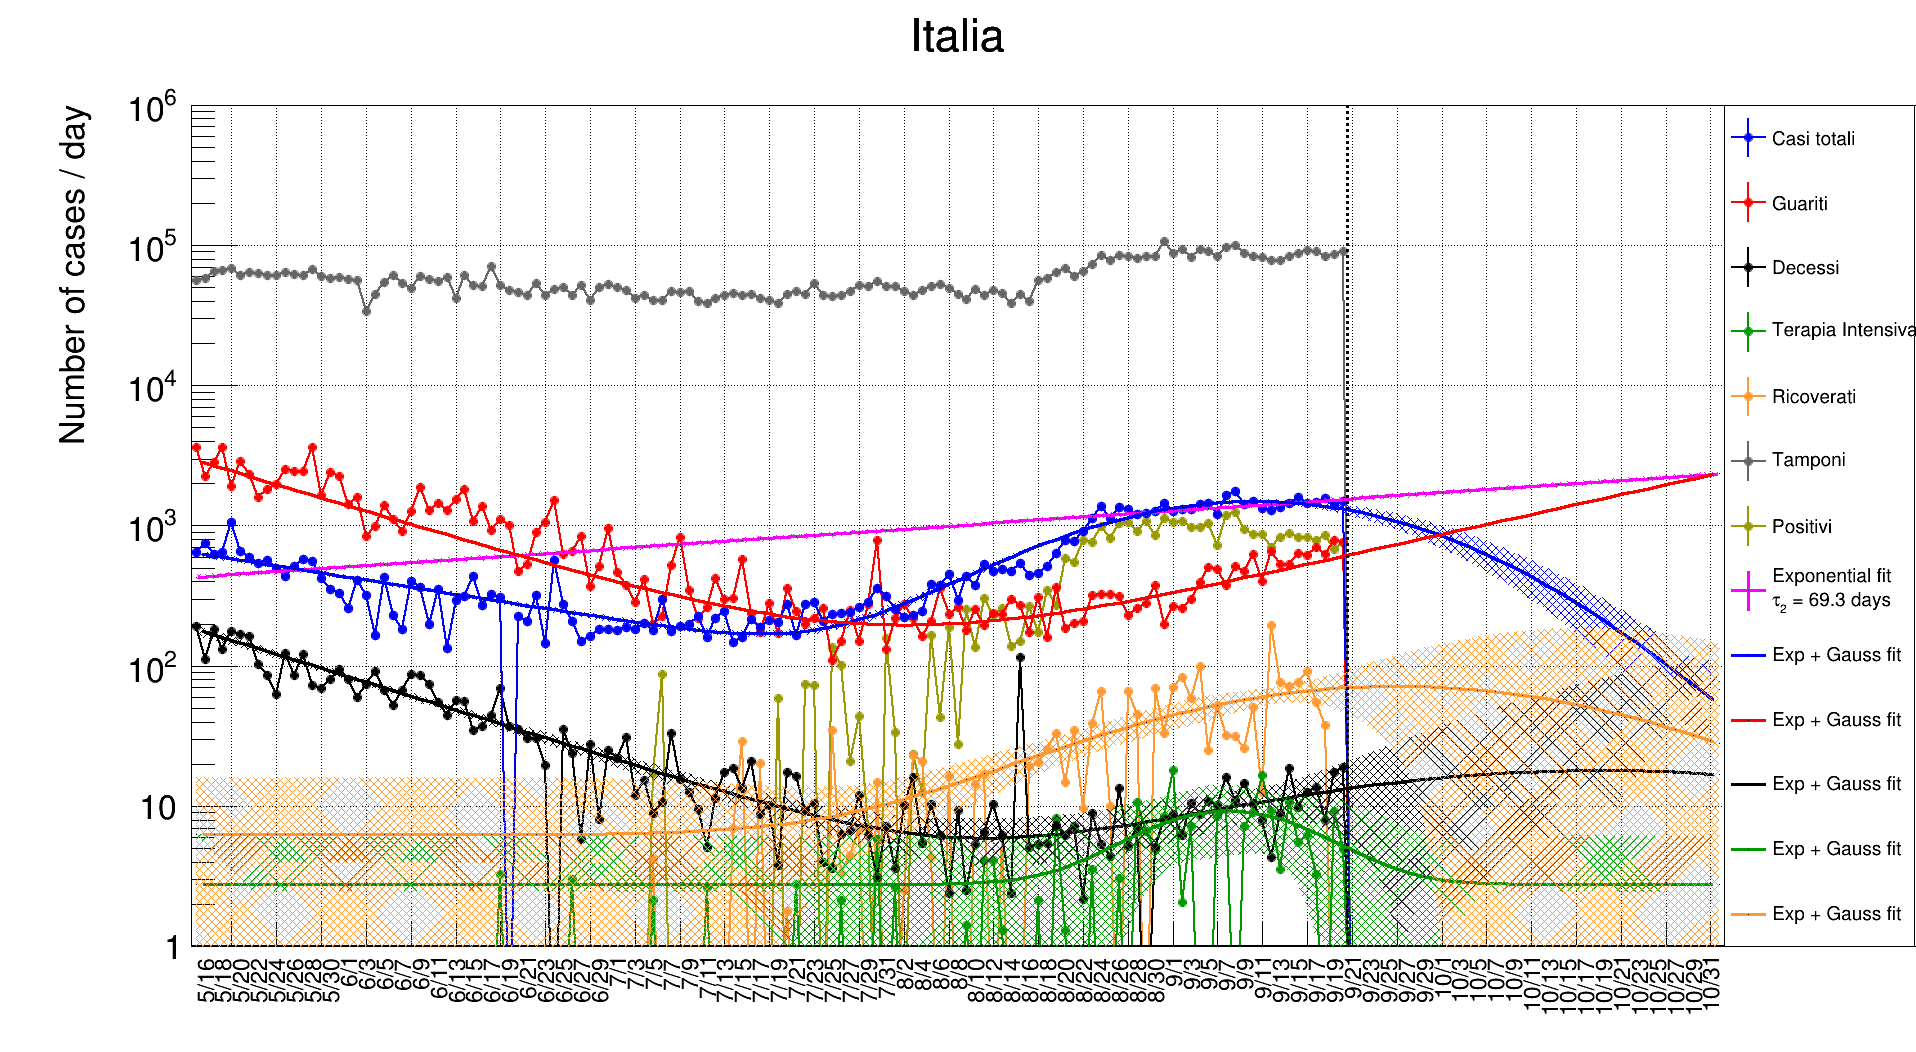 Italia
Number of cases / day
10^6
10^5
10^4
10^3
10^2
10
1
5/16 5/18 5/20 5/22 5/24 5/26 5/28 5/30 6/1 6/3 6/5 6/7 6/9 6/11 6/13 6/15 6/17 6/19 6/21 6/23 6/25 6/27 6/29 7/1 7/3 7/5 7/7 7/9 7/11 7/13 7/15 7/17 7/19 7/21 7/23 7/25 7/27 7/29 7/31 8/2 8/4 8/6 8/8 8/10 8/12 8/14 8/16 8/18 8/20 8/22 8/24 8/26 8/28 8/30 9/1 9/3 9/5 9/7 9/9 9/11 9/13 9/15 9/17 9/19 9/21 9/23 9/25 9/27 9/29 10/1 10/3 10/5 10/7 10/9 10/11 10/13 10/15 10/17 10/19 10/21 10/23 10/25 10/27 10/29 10/31
Casi totali
Guariti
Decessi
Terapia Intensiva
Ricoverati
Tamponi
Positivi
Exponential fit
τ₂ = 69.3 days
Exp + Gauss fit
Exp + Gauss fit
Exp + Gauss fit
Exp + Gauss fit
Exp + Gauss fit